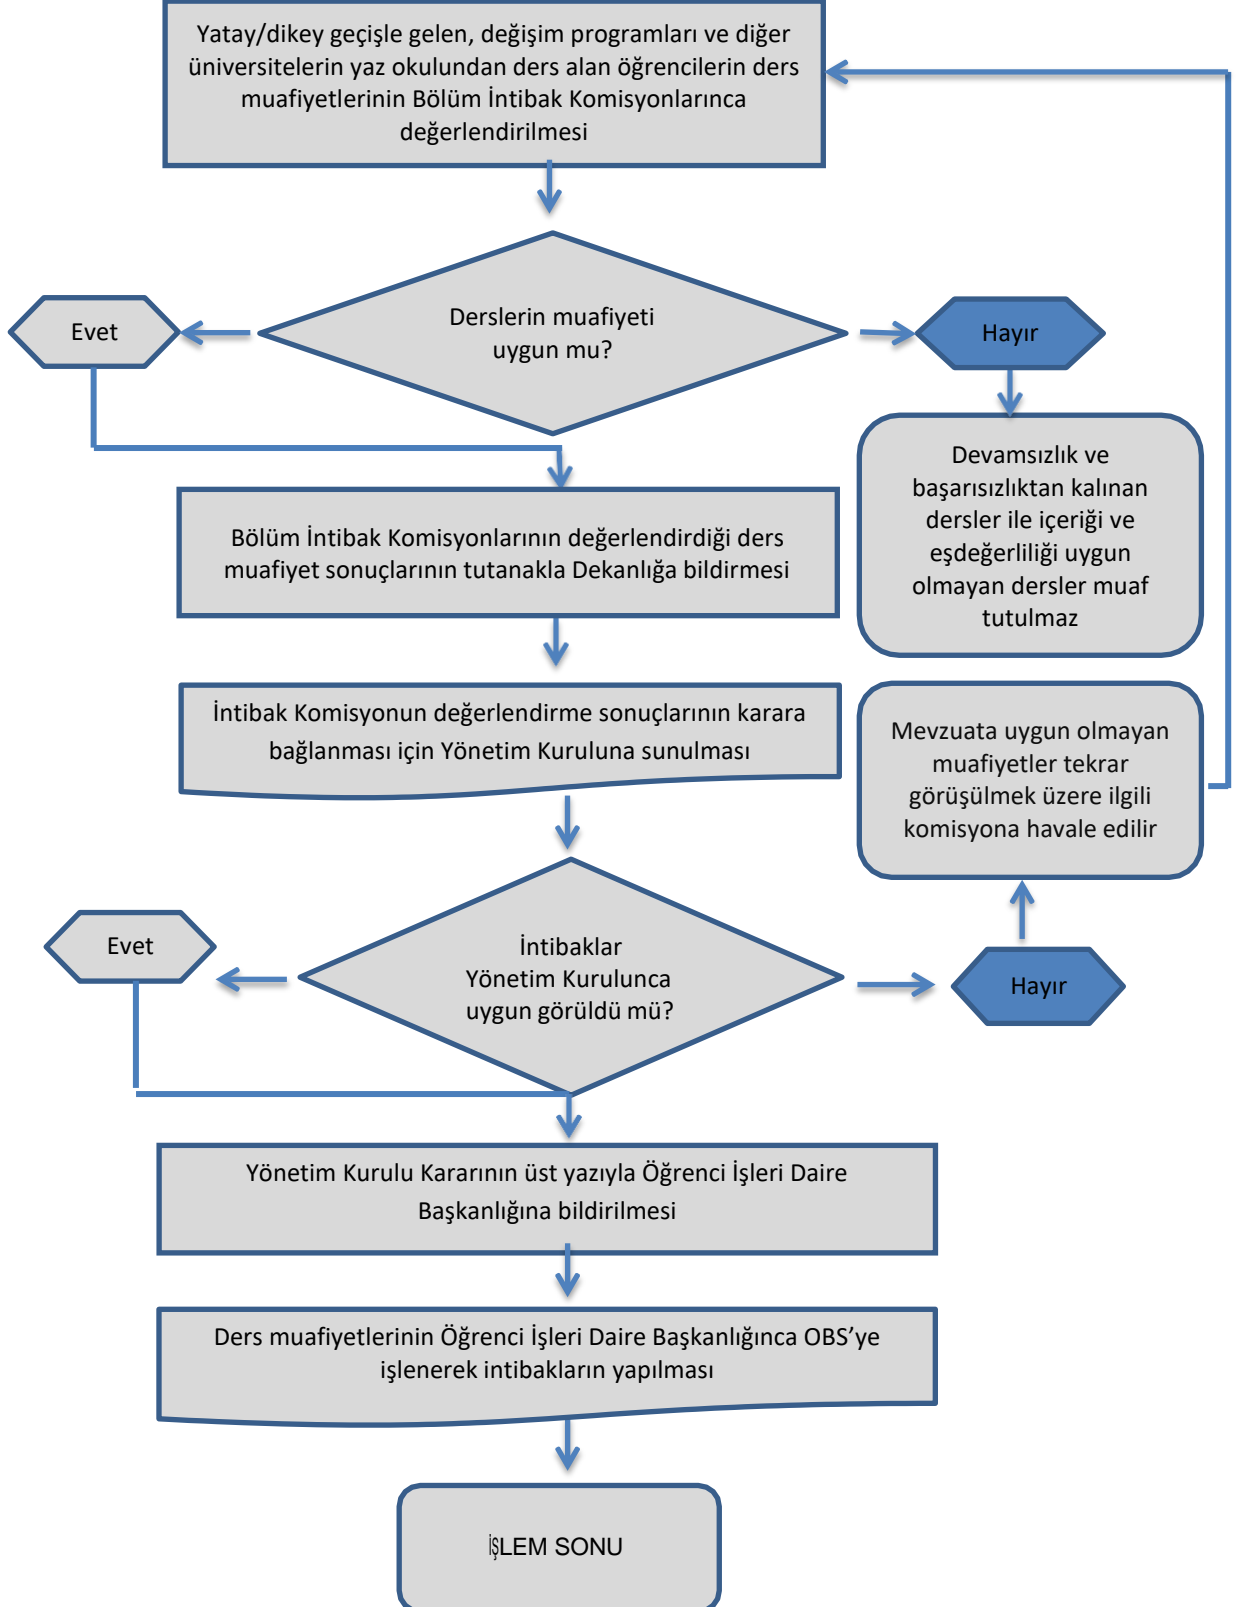 Yatay/dikey geçişle gelen, değişim programları ve diğer
üniversitelerin yaz okulundan ders alan öğrencilerin ders
muafiyetlerinin Bölüm İntibak Komisyonlarınca
değerlendirilmesi
Evet
Derslerin muafiyeti
uygun mu?
Hayır
Devamsızlık ve
başarısızlıktan kalınan
dersler ile içeriği ve
eşdeğerliliği uygun
olmayan dersler muaf
tutulmaz
Bölüm İntibak Komisyonlarının değerlendirdiği ders
muafiyet sonuçlarının tutanakla Dekanlığa bildirmesi
İntibak Komisyonun değerlendirme sonuçlarının karara
bağlanması için Yönetim Kuruluna sunulması
Mevzuata uygun olmayan
muafiyetler tekrar
görüşülmek üzere ilgili
komisyona havale edilir
Evet
İntibaklar
Yönetim Kurulunca
uygun görüldü mü?
Hayır
Yönetim Kurulu Kararının üst yazıyla Öğrenci İşleri Daire
Başkanlığına bildirilmesi
Ders muafiyetlerinin Öğrenci İşleri Daire Başkanlığınca OBS’ye
işlenerek intibakların yapılması
İŞLEM SONU